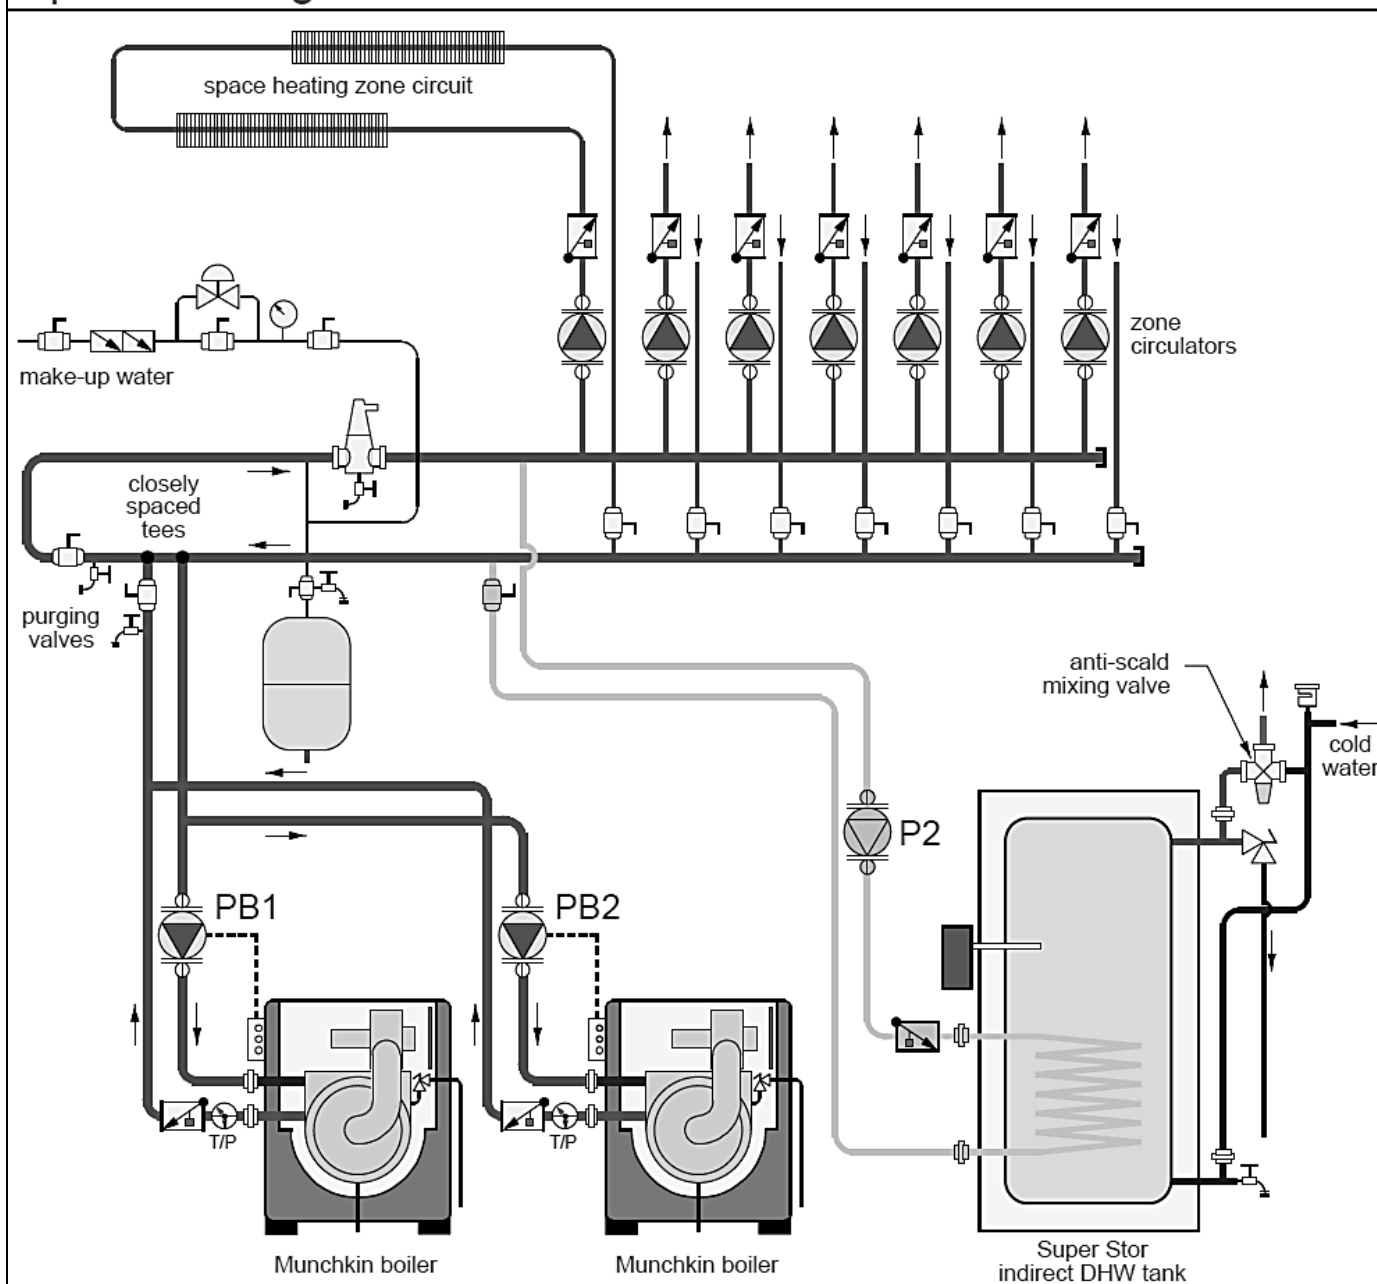 space heating zone circuit
zone
circulators
make-up water
closely
spaced
tees
purging
valves
anti-scald
mixing valve
cold
water
P2
PB1
PB2
T/P
T/P
Munchkin boiler
Munchkin boiler
Super Stor
indirect DHW tank